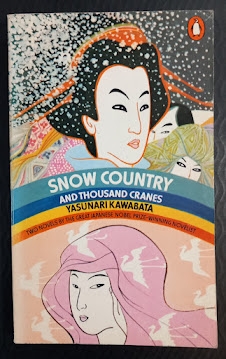 SNOW COUNTRY
AND THOUSAND CRANES
YASUNARI KAWABATA
TWO NOVELS BY THE GREAT JAPANESE NOBEL PRIZE-WINNING NOVELIST